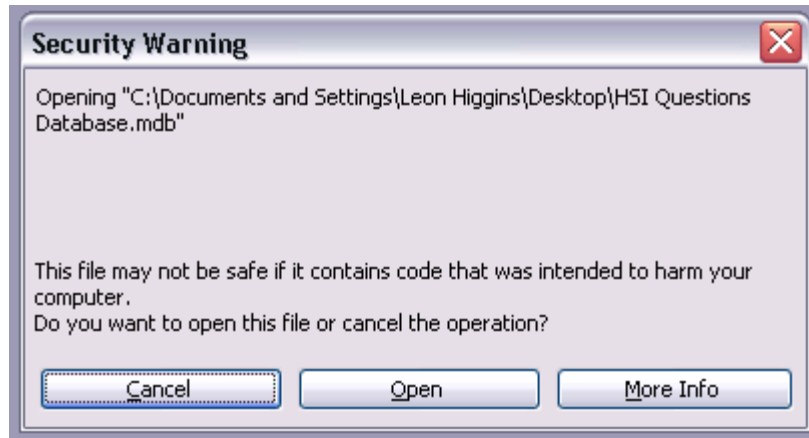 Security Warning
Opening "C:\Documents and Settings\Leon Higgins\Desktop\HSI Questions
Database.mdb"
This file may not be safe if it contains code that was intended to harm your
computer.
Do you want to open this file or cancel the operation?
Cancel
Open
More Info